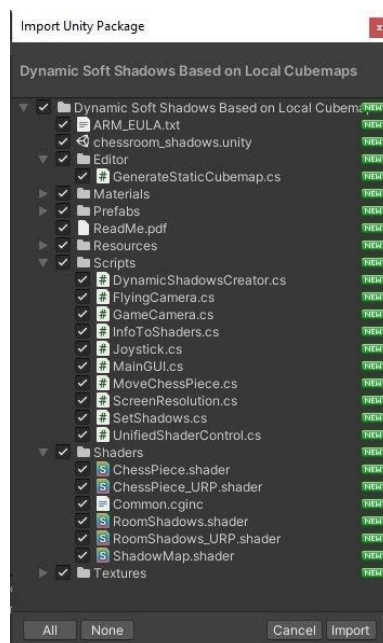 Import Unity Package
x
Dynamic Soft Shadows Based on Local Cubemaps
Dynamic Soft Shadows Based on Local Cubema NEW
ARM_EULA.txt NEW
chessroom_shadows.unity NEW
Editor NEW
# GenerateStaticCubemap.cs NEW
Materials NEW
Prefabs NEW
ReadMe.pdf NEW
Resources NEW
Scripts NEW
# DynamicShadowsCreator.cs NEW
# FlyingCamera.cs NEW
# GameCamera.cs NEW
# InfoToShaders.cs NEW
# Joystick.cs NEW
# MainGUI.cs NEW
# MoveChessPiece.cs NEW
# ScreenResolution.cs NEW
# SetShadows.cs NEW
# UnifiedShaderControl.cs NEW
Shaders NEW
S ChessPiece.shader NEW
S ChessPiece_URP.shader NEW
Common.cginc NEW
S RoomShadows.shader NEW
S RoomShadows_URP.shader NEW
S ShadowMap.shader NEW
Textures NEW
All None Cancel Import